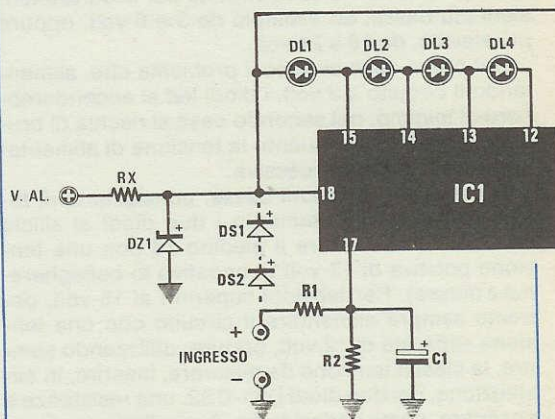 DL1 DL2 DL3 DL4
15 14 13 12
V. AL. RX 18 IC1
DZ1 DS1 17
DS2
R1
+
INGRESSO R2 C1
-